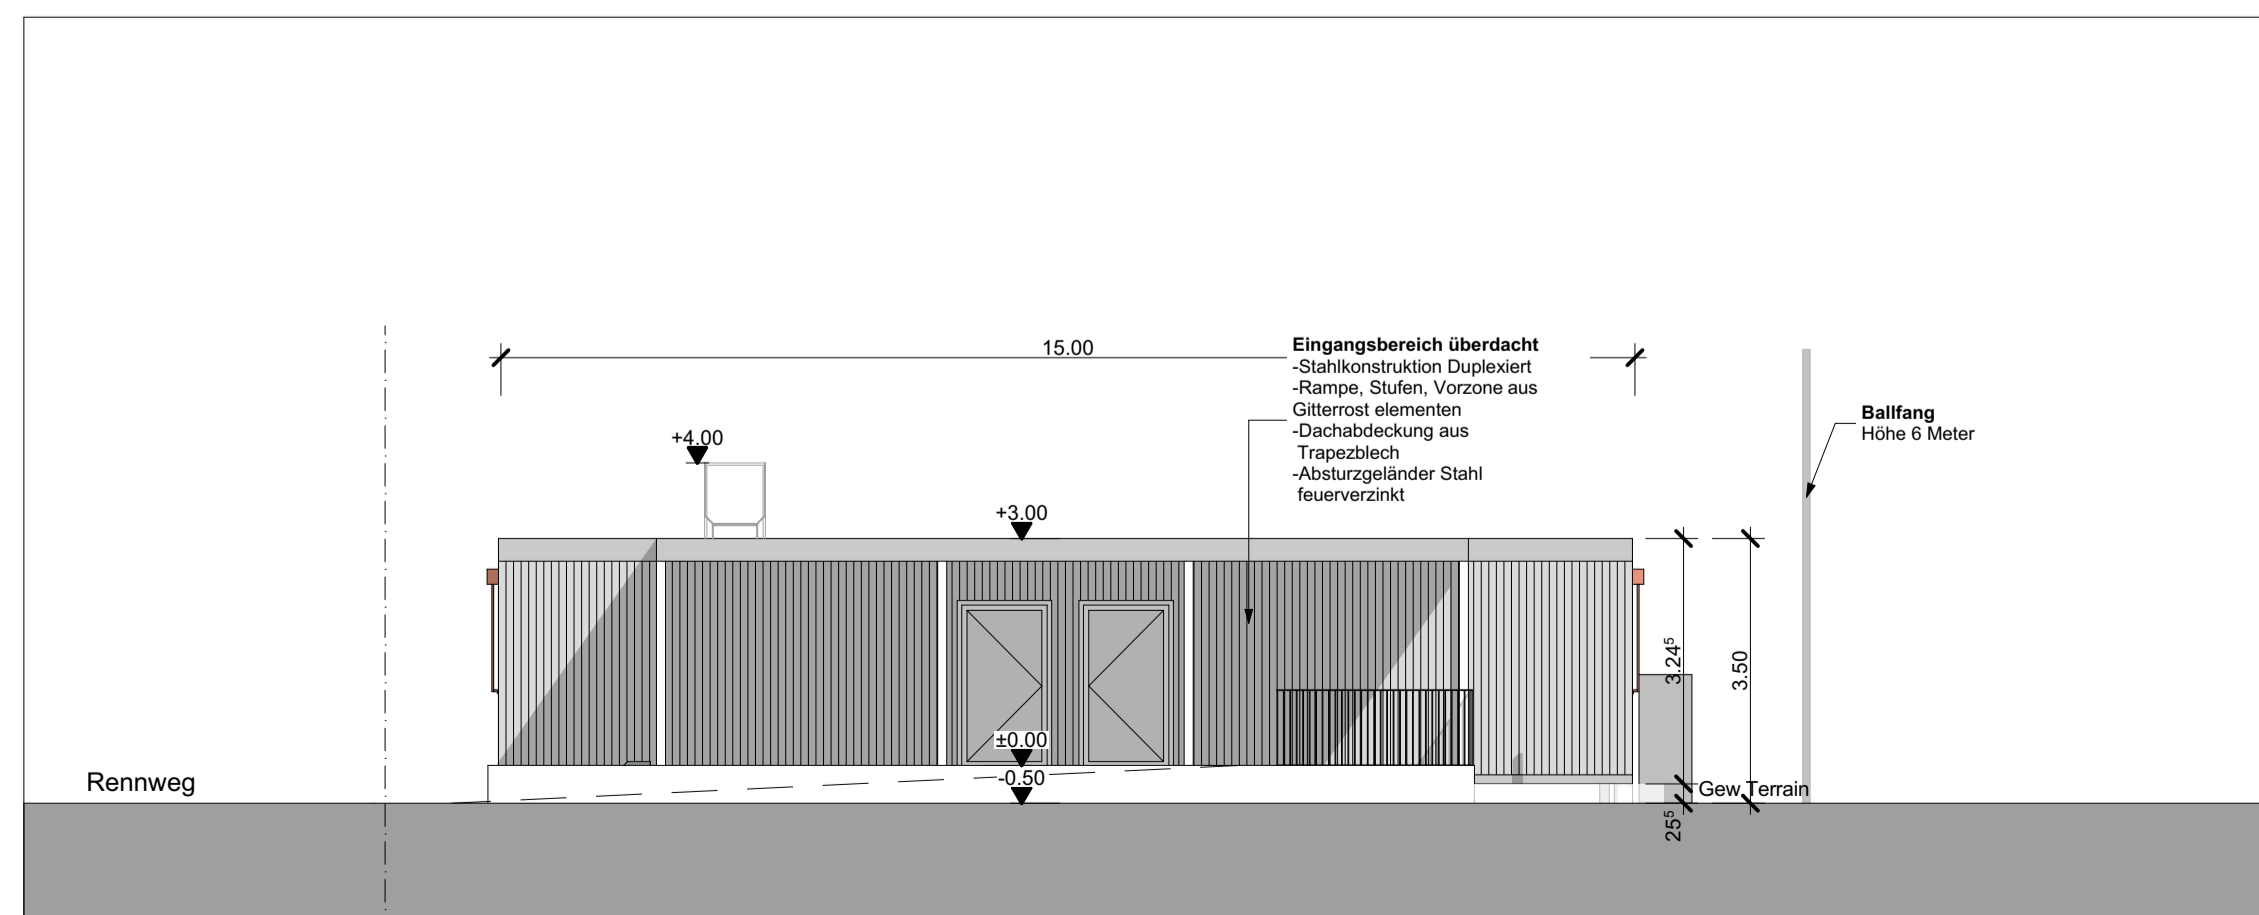 15.00
Eingangsbereich überdacht
-Stahlkonstruktion Duplexiert
-Rampe, Stufen, Vorzone aus
Gitterrost elementen
-Dachabdeckung aus
Trapezblech
-Absturzgeländer Stahl
feuerverzinkt
Ballfang
Höhe 6 Meter
+4.00
+3.00
3.24⁵
3.50
±0.00
-0.50
Rennweg
Gew Terrain
25⁵